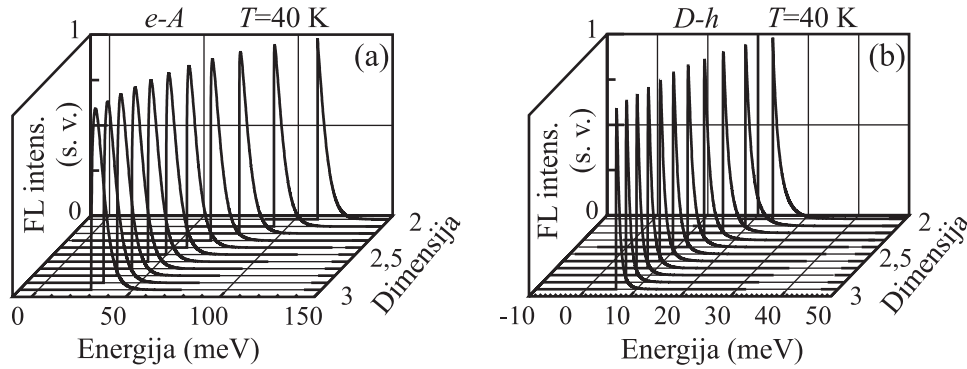 e-A T=40 K
(a)
1
0
FL intens.
(s. v.)
2
2,5
3
Dimensija
0 50 100 150
Energija (meV)
D-h T=40 K
(b)
1
0
FL intens.
(s. v.)
2
2,5
3
Dimensija
-10 0 10 20 30 40 50
Energija (meV)